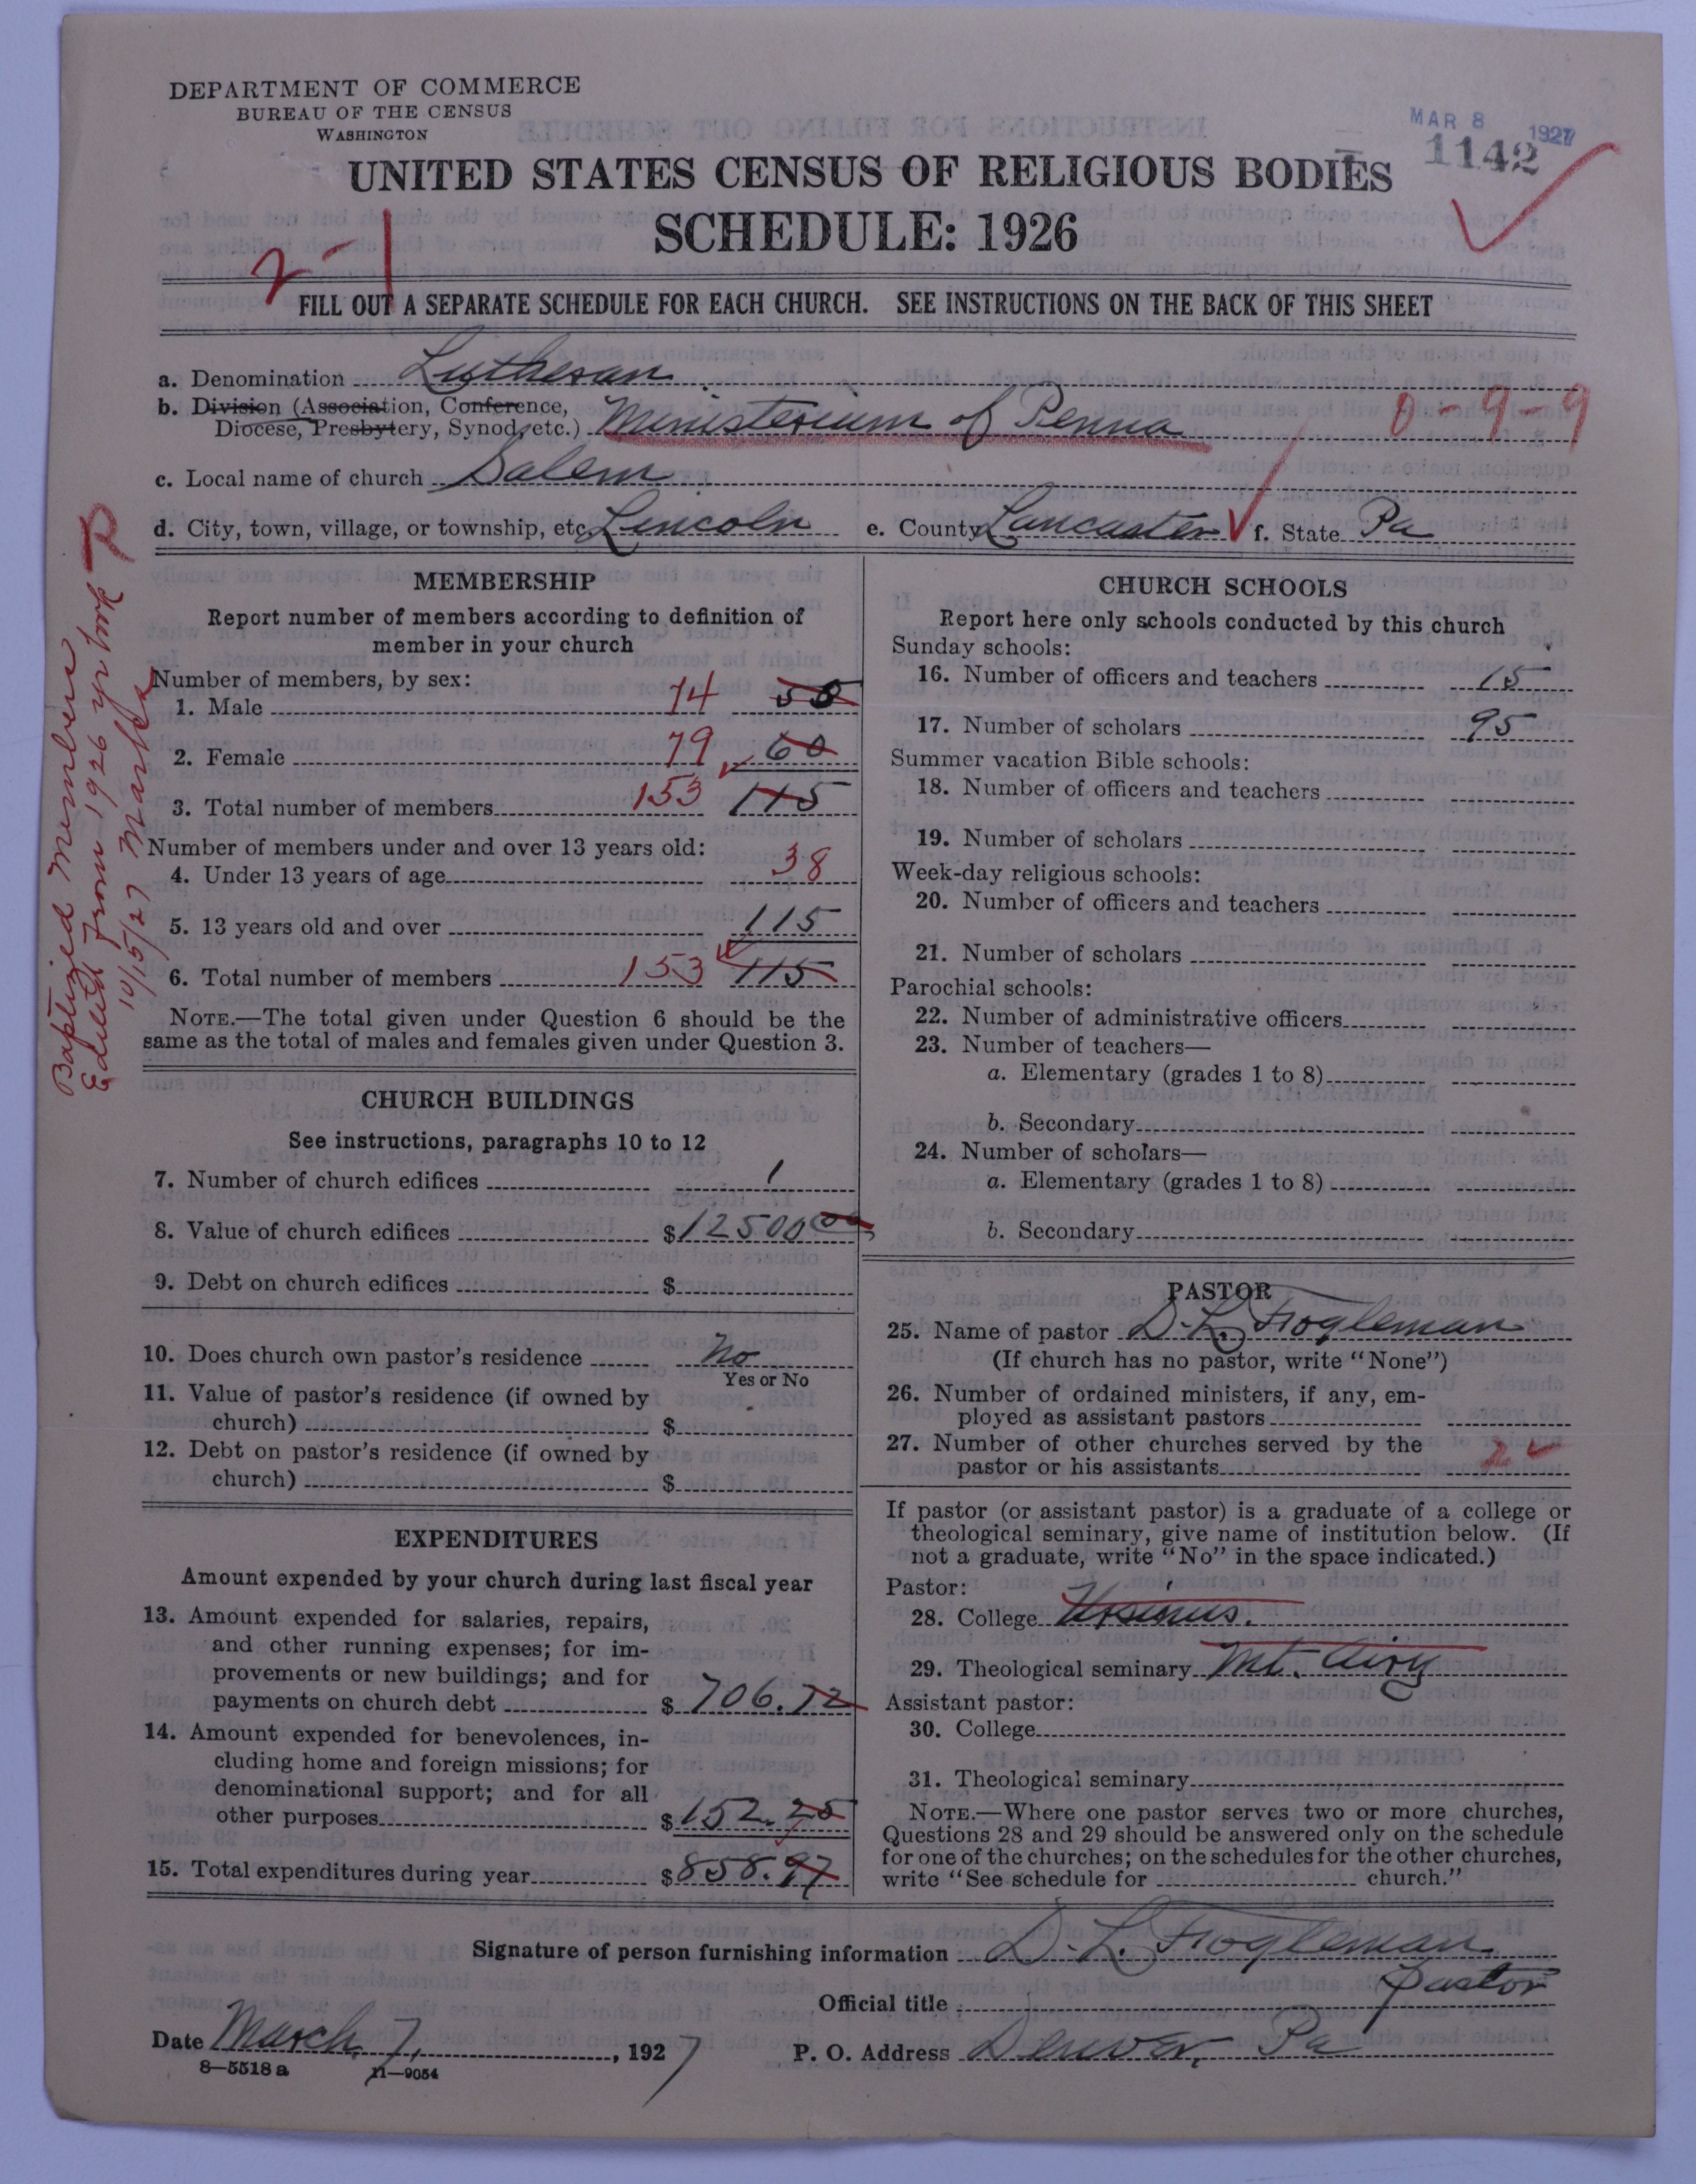 DEPARTMENT OF COMMERCE
BUREAU OF THE CENSUS
WASHINGTON
MAR 8 1927
1142
UNITED STATES CENSUS OF RELIGIOUS BODIES
SCHEDULE: 1926
2-1
FILL OUT A SEPARATE SCHEDULE FOR EACH CHURCH. SEE INSTRUCTIONS ON THE BACK OF THIS SHEET
a. Denomination Lutheran
b. Division (Association, Conference,
Diocese, Presbytery, Synod, etc.) Ministerium of Penna 0-9-9
c. Local name of church Salem
d. City, town, village, or township, etc. Lincoln e. County Lancaster f. State Pa
Baptized Members
Edited from 1926 yr book
10/15/27
MEMBERSHIP
Report number of members according to definition of
member in your church
Number of members, by sex:
1. Male 74 55
2. Female 79 60
3. Total number of members 153 115
Number of members under and over 13 years old:
4. Under 13 years of age 38
5. 13 years old and over 115
6. Total number of members 153 115
NOTE.—The total given under Question 6 should be the
same as the total of males and females given under Question 3.
CHURCH BUILDINGS
See instructions, paragraphs 10 to 12
7. Number of church edifices 1
8. Value of church edifices $12500 00
9. Debt on church edifices $
10. Does church own pastor's residence No
Yes or No
11. Value of pastor's residence (if owned by
church) $
12. Debt on pastor's residence (if owned by
church) $
EXPENDITURES
Amount expended by your church during last fiscal year
13. Amount expended for salaries, repairs,
and other running expenses; for im-
provements or new buildings; and for
payments on church debt $ 706.72
14. Amount expended for benevolences, in-
cluding home and foreign missions; for
denominational support; and for all
other purposes $152.25
15. Total expenditures during year $858.97
CHURCH SCHOOLS
Report here only schools conducted by this church
Sunday schools:
16. Number of officers and teachers 15
17. Number of scholars 95
Summer vacation Bible schools:
18. Number of officers and teachers
19. Number of scholars
Week-day religious schools:
20. Number of officers and teachers
21. Number of scholars
Parochial schools:
22. Number of administrative officers
23. Number of teachers—
a. Elementary (grades 1 to 8)
b. Secondary
24. Number of scholars—
a. Elementary (grades 1 to 8)
b. Secondary
PASTOR
25. Name of pastor D. L. Fogleman
(If church has no pastor, write "None")
26. Number of ordained ministers, if any, em-
ployed as assistant pastors
27. Number of other churches served by the
pastor or his assistants 2
If pastor (or assistant pastor) is a graduate of a college or
theological seminary, give name of institution below. (If
not a graduate, write "No" in the space indicated.)
Pastor:
28. College Ursinus.
29. Theological seminary Mt. Airy
Assistant pastor:
30. College
31. Theological seminary
NOTE.—Where one pastor serves two or more churches,
Questions 28 and 29 should be answered only on the schedule
for one of the churches; on the schedules for the other churches,
write "See schedule for church."
Signature of person furnishing information D. L. Fogleman
Official title Pastor
Date March 7, 1927 P. O. Address Denver, Pa
8-5518a 11-9054